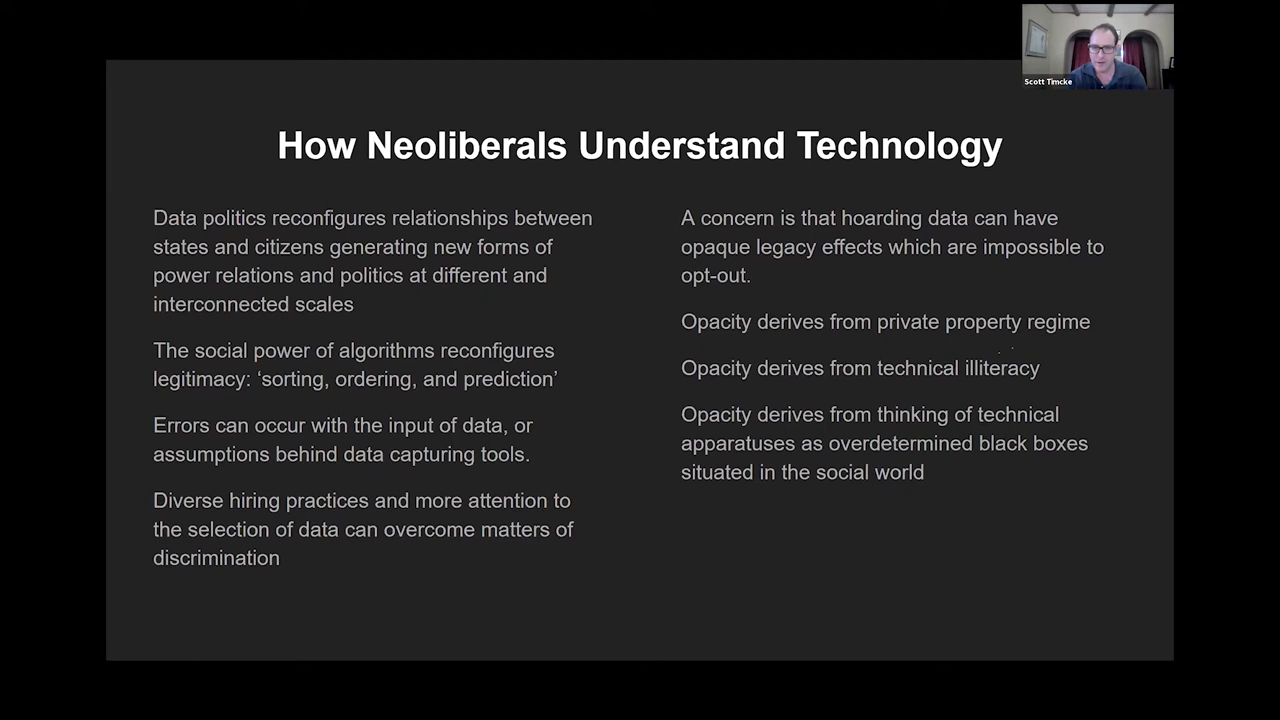 Scott Timcke
How Neoliberals Understand Technology
Data politics reconfigures relationships between
states and citizens generating new forms of
power relations and politics at different and
interconnected scales
The social power of algorithms reconfigures
legitimacy: ‘sorting, ordering, and prediction’
Errors can occur with the input of data, or
assumptions behind data capturing tools.
Diverse hiring practices and more attention to
the selection of data can overcome matters of
discrimination
A concern is that hoarding data can have
opaque legacy effects which are impossible to
opt-out.
Opacity derives from private property regime
Opacity derives from technical illiteracy
Opacity derives from thinking of technical
apparatuses as overdetermined black boxes
situated in the social world